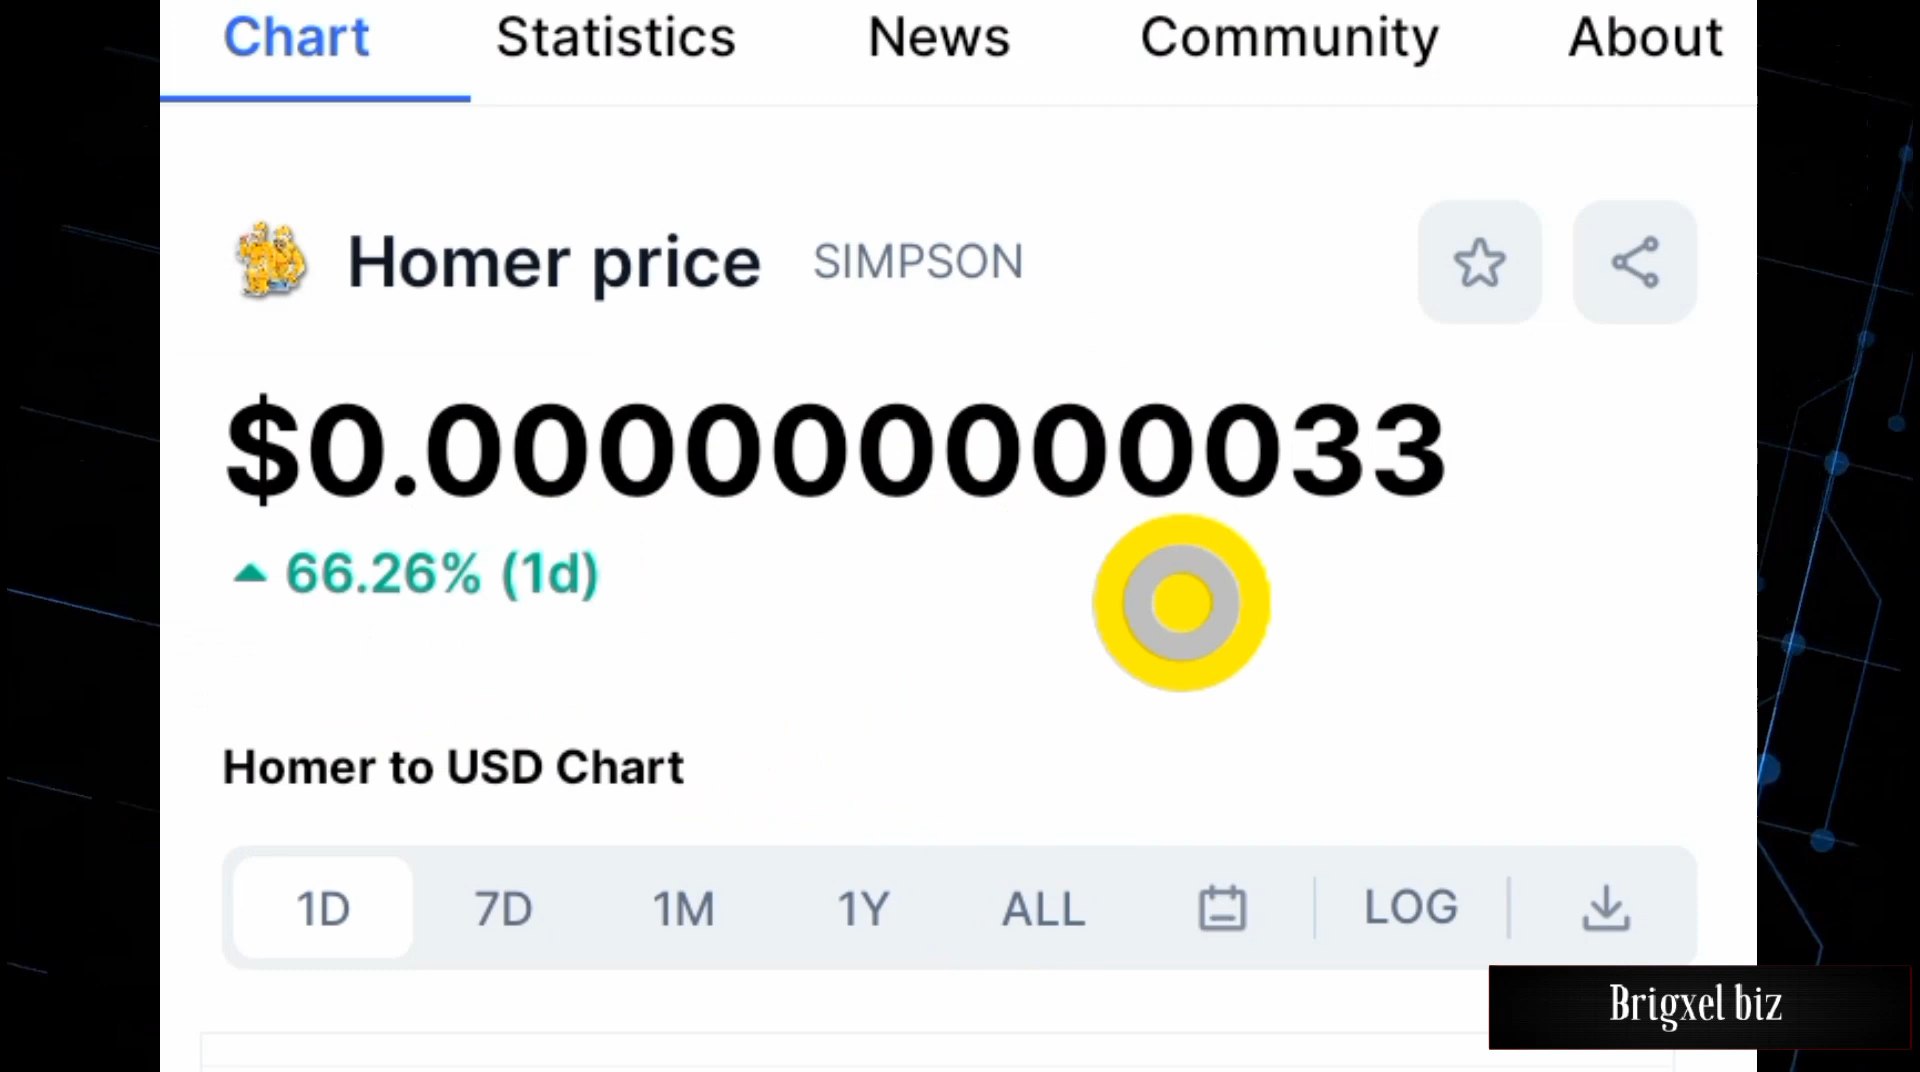 Chart Statistics News Community About
Homer price SIMPSON
$0.000000000033
66.26% (1d)
Homer to USD Chart
1D 7D 1M 1Y ALL LOG
Brigxel biz